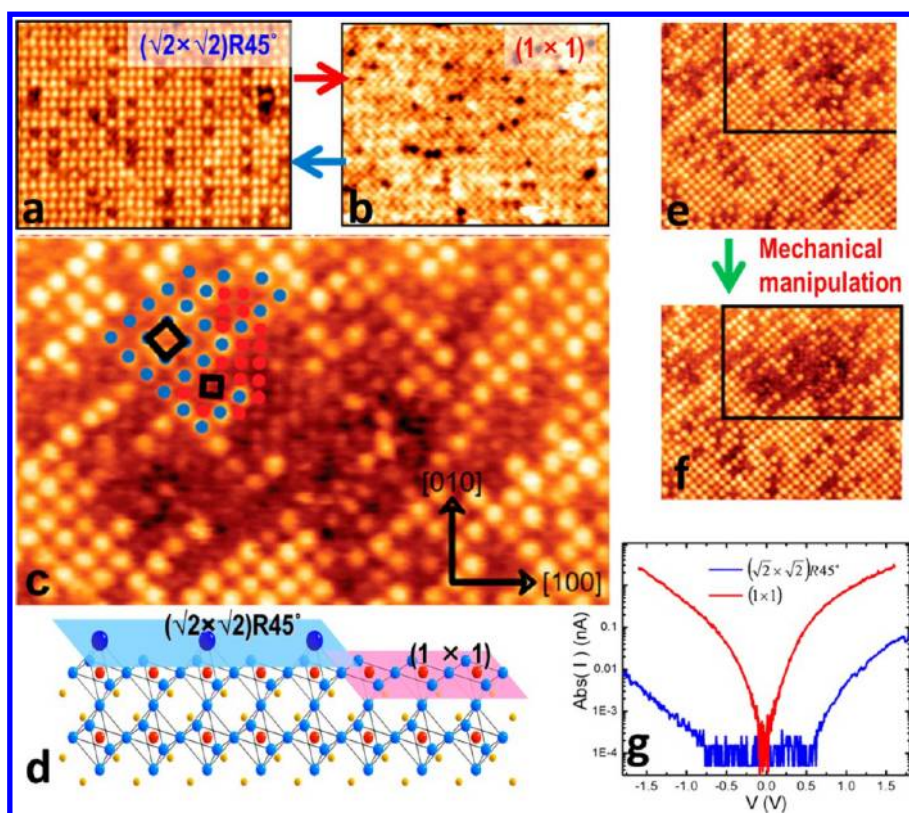 (√2×√2)R45°
(1 × 1)
a
b
e
Mechanical
manipulation
f
[010]
[100]
c
(√2×√2)R45°
(1 × 1)
d
Abs( I ) (nA)
0.1
0.01
1E-3
1E-4
(√2×√2)R45°
(1×1)
g
-1.5 -1.0 -0.5 0.0 0.5 1.0 1.5
V (V)